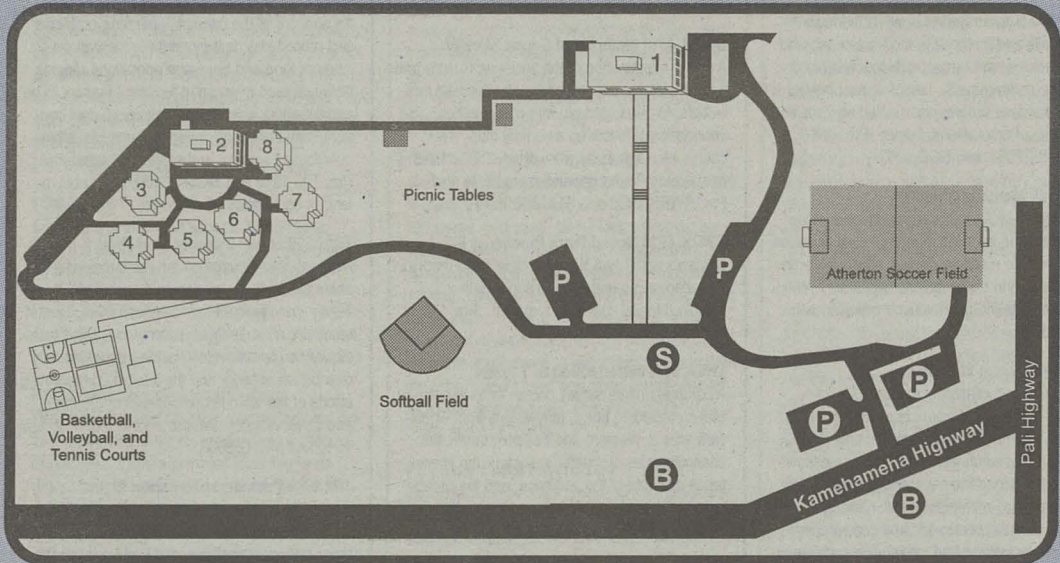 1
2
8
3
7
6
5
4
Picnic Tables
P
P
Atherton Soccer Field
S
P
P
Softball Field
Basketball,
Volleyball, and
Tennis Courts
Kamehameha Highway
Pali Highway
B
B